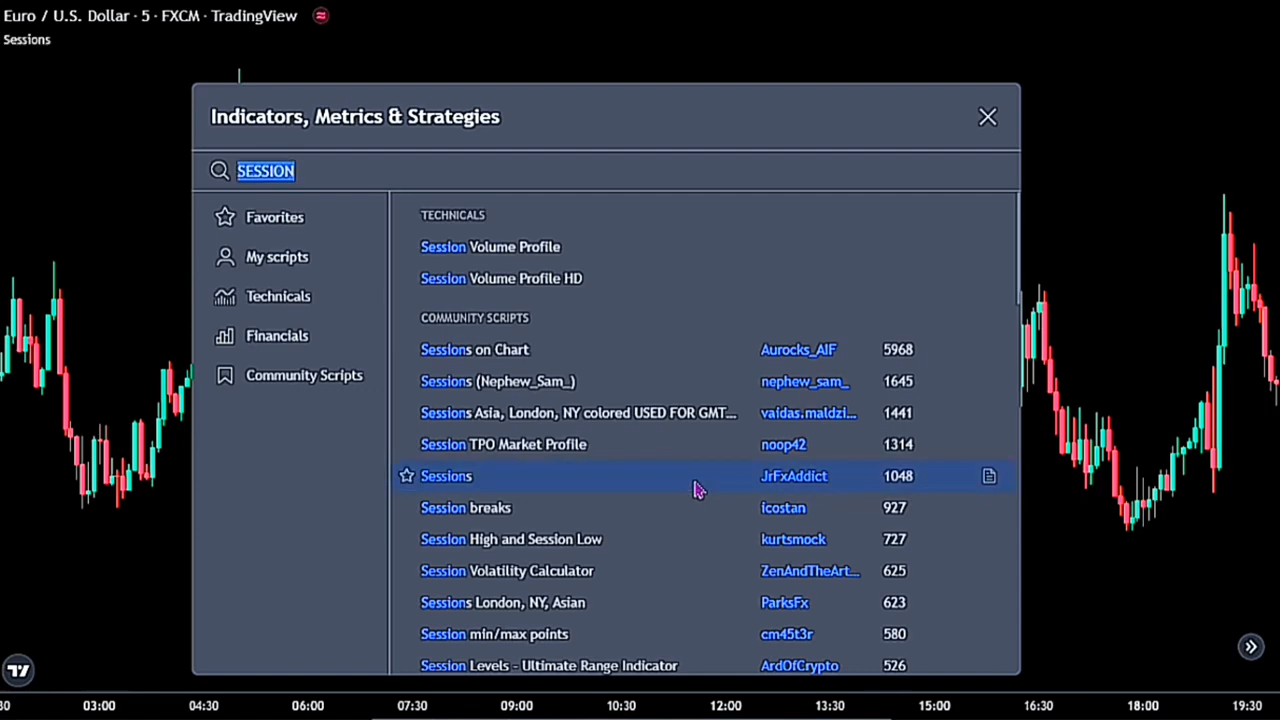 Euro / U.S. Dollar · 5 · FXCM · TradingView
Sessions
Indicators, Metrics & Strategies
SESSION
Favorites
My scripts
Technicals
Financials
Community Scripts
TECHNICALS
Session Volume Profile
Session Volume Profile HD
COMMUNITY SCRIPTS
Sessions on Chart Aurocks_AIF 5968
Sessions (Nephew_Sam_) nephew_sam_ 1645
Sessions Asia, London, NY colored USED FOR GMT... vaidas.maldzi... 1441
Session TPO Market Profile noop42 1314
Sessions JrFxAddict 1048
Session breaks icostan 927
Session High and Session Low kurtsmock 727
Session Volatility Calculator ZenAndTheArt... 625
Sessions London, NY, Asian ParksFx 623
Session min/max points cm45t3r 580
Session Levels - Ultimate Range Indicator ArdOfCrypto 526
30 03:00 04:30 06:00 07:30 09:00 10:30 12:00 13:30 15:00 16:30 18:00 19:30